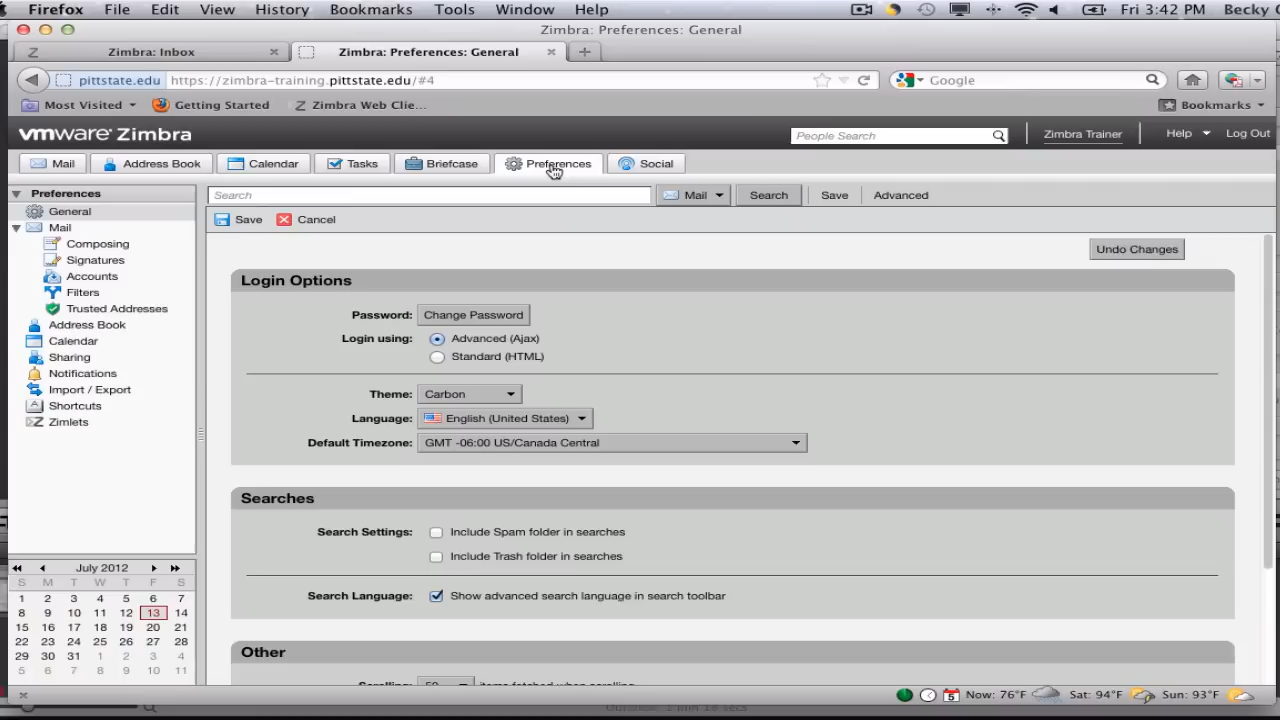 Firefox File Edit View History Bookmarks Tools Window Help Fri 3:42 PM Becky
Zimbra: Preferences: General
Zimbra: Inbox Zimbra: Preferences: General
pittstate.edu https://zimbra-training.pittstate.edu/#4 Google
Most Visited Getting Started Zimbra Web Clie... Bookmarks
vmware Zimbra People Search Zimbra Trainer Help Log Out
Mail Address Book Calendar Tasks Briefcase Preferences Social
Preferences Search Mail Search Save Advanced
General Save Cancel
Mail
Composing Undo Changes
Signatures
Accounts
Filters
Trusted Addresses
Address Book
Calendar
Sharing
Notifications
Import / Export
Shortcuts
Zimlets
Login Options
Password: Change Password
Login using: Advanced (Ajax)
Standard (HTML)
Theme: Carbon
Language: English (United States)
Default Timezone: GMT -06:00 US/Canada Central
Searches
Search Settings: Include Spam folder in searches
Include Trash folder in searches
Search Language: Show advanced search language in search toolbar
Other
Scrolling: 50 items fetched when scrolling
July 2012
S M T W T F S
1 2 3 4 5 6 7
8 9 10 11 12 13 14
15 16 17 18 19 20 21
22 23 24 25 26 27 28
29 30 31 1 2 3 4
5 6 7 8 9 10 11
5 Now: 76°F Sat: 94°F Sun: 93°F